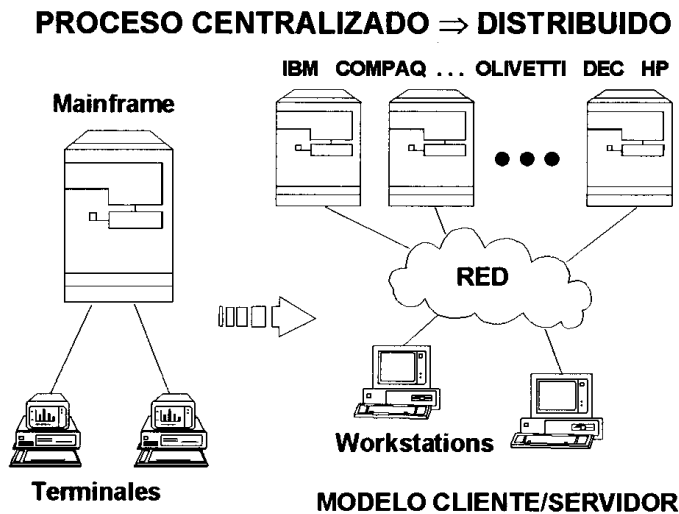 PROCESO CENTRALIZADO ⇒ DISTRIBUIDO
IBM COMPAQ ... OLIVETTI DEC HP
Mainframe
RED
Workstations
Terminales
MODELO CLIENTE/SERVIDOR